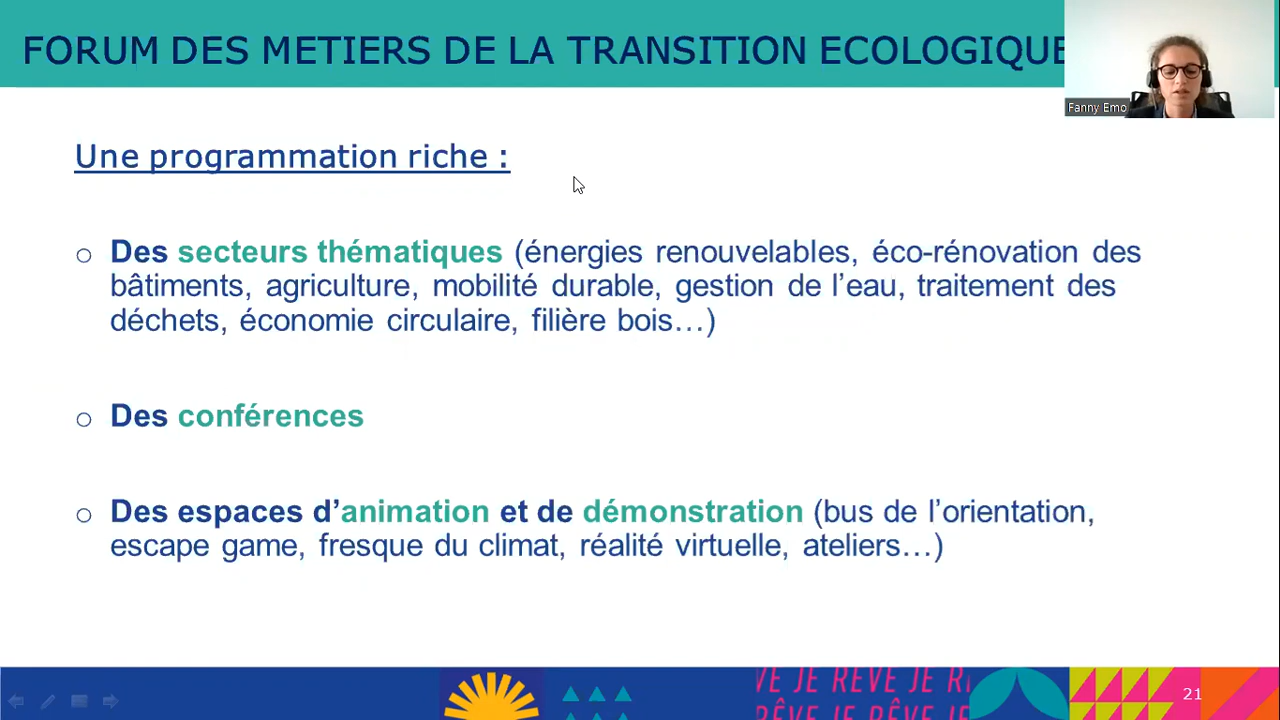 FORUM DES METIERS DE LA TRANSITION ECOLOGIQUE
Fanny Emo
Une programmation riche :
o Des secteurs thématiques (énergies renouvelables, éco-rénovation des
bâtiments, agriculture, mobilité durable, gestion de l’eau, traitement des
déchets, économie circulaire, filière bois…)
o Des conférences
o Des espaces d’animation et de démonstration (bus de l’orientation,
escape game, fresque du climat, réalité virtuelle, ateliers…)
VE JE RÊVE JE RÊ
RÊVE JE RÊVE
21